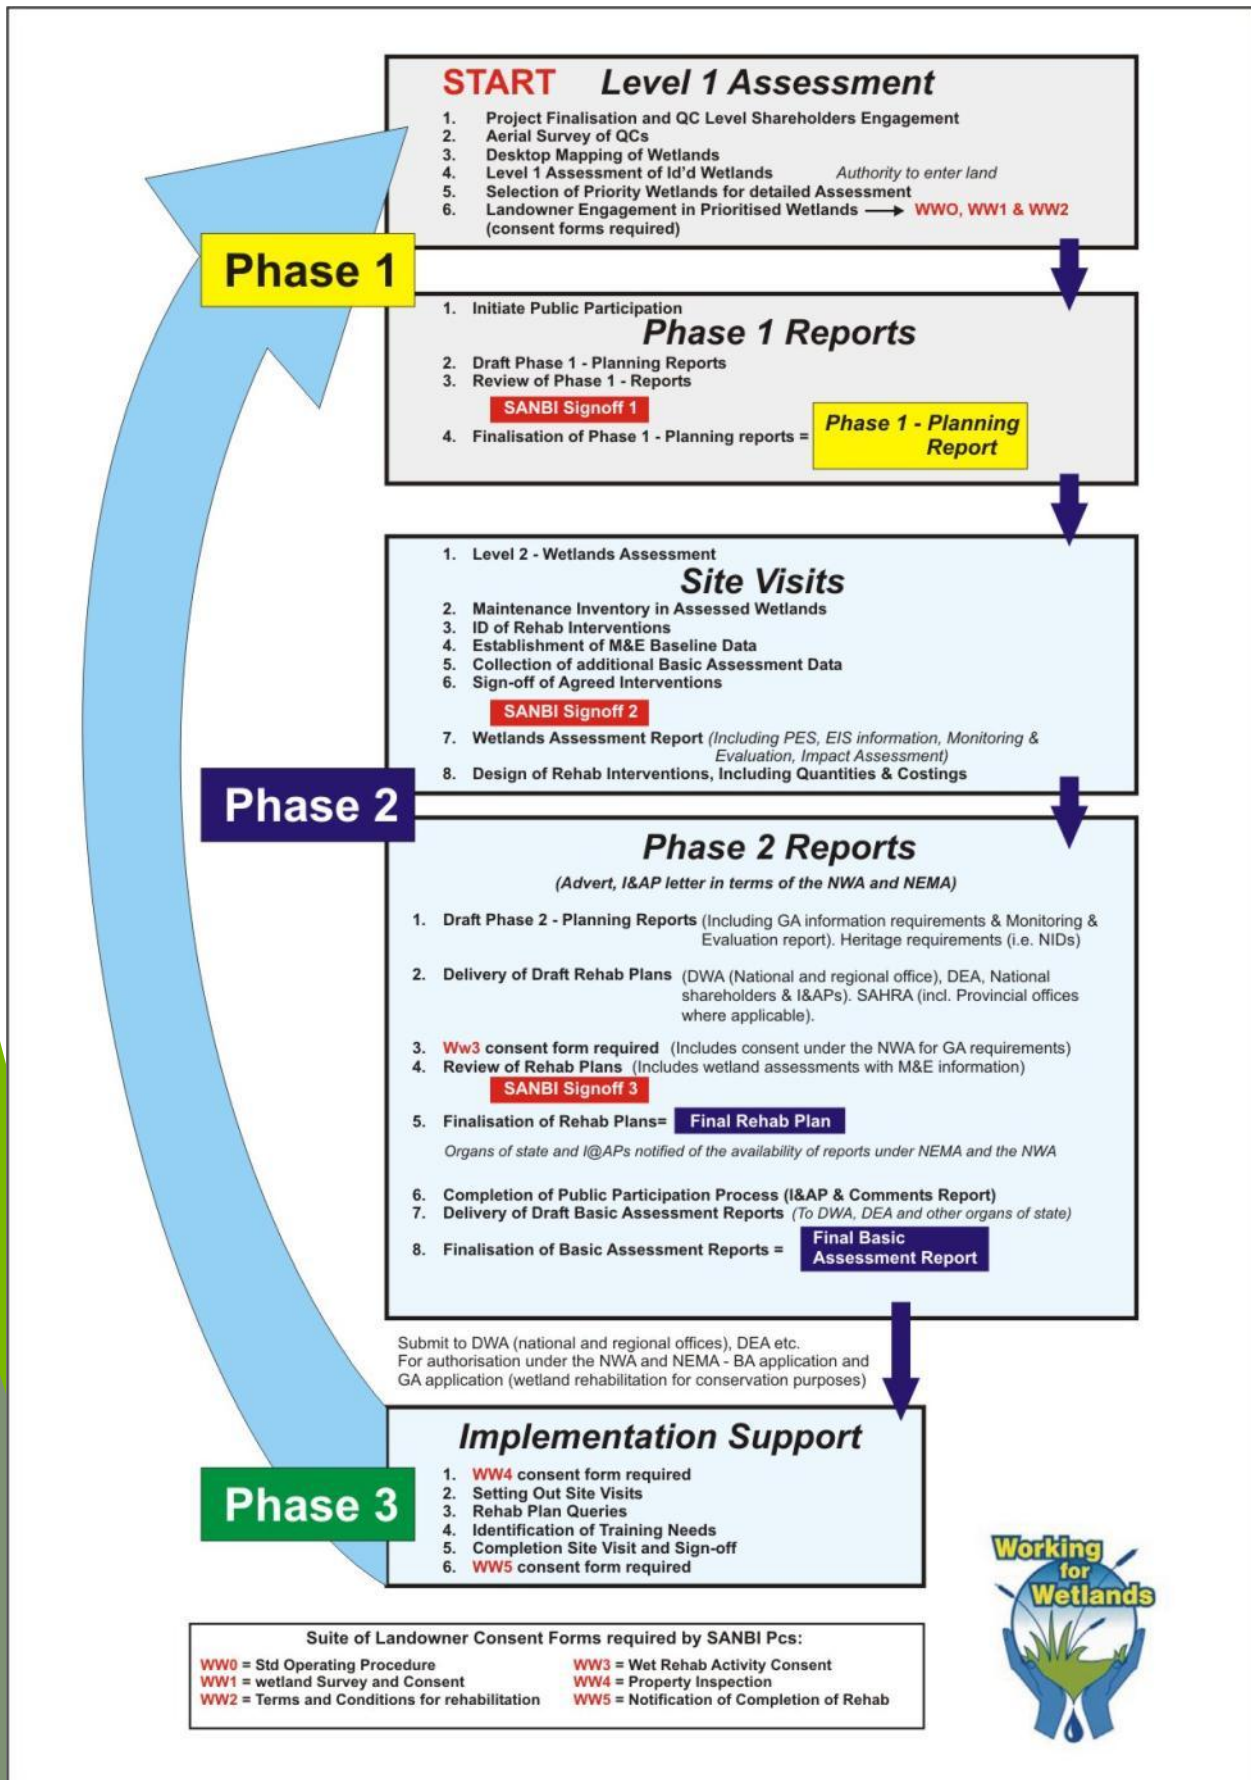 START Level 1 Assessment
1. Project Finalisation and QC Level Shareholders Engagement
2. Aerial Survey of QCs
3. Desktop Mapping of Wetlands
4. Level 1 Assessment of Id'd Wetlands Authority to enter land
5. Selection of Priority Wetlands for detailed Assessment
6. Landowner Engagement in Prioritised Wetlands → WWO, WW1 & WW2
(consent forms required)
Phase 1
1. Initiate Public Participation
Phase 1 Reports
2. Draft Phase 1 - Planning Reports
3. Review of Phase 1 - Reports
SANBI Signoff 1
4. Finalisation of Phase 1 - Planning reports =
Phase 1 - Planning
Report
1. Level 2 - Wetlands Assessment
Site Visits
2. Maintenance Inventory in Assessed Wetlands
3. ID of Rehab Interventions
4. Establishment of M&E Baseline Data
5. Collection of additional Basic Assessment Data
6. Sign-off of Agreed Interventions
SANBI Signoff 2
7. Wetlands Assessment Report (Including PES, EIS information, Monitoring &
Evaluation, Impact Assessment)
8. Design of Rehab Interventions, Including Quantities & Costings
Phase 2
Phase 2 Reports
(Advert, I&AP letter in terms of the NWA and NEMA)
1. Draft Phase 2 - Planning Reports (Including GA information requirements & Monitoring &
Evaluation report). Heritage requirements (i.e. NIDs)
2. Delivery of Draft Rehab Plans (DWA (National and regional office), DEA, National
shareholders & I&APs). SAHRA (incl. Provincial offices
where applicable).
3. Ww3 consent form required (Includes consent under the NWA for GA requirements)
4. Review of Rehab Plans (Includes wetland assessments with M&E information)
SANBI Signoff 3
5. Finalisation of Rehab Plans= Final Rehab Plan
Organs of state and I@APs notified of the availability of reports under NEMA and the NWA
6. Completion of Public Participation Process (I&AP & Comments Report)
7. Delivery of Draft Basic Assessment Reports (To DWA, DEA and other organs of state)
8. Finalisation of Basic Assessment Reports =
Final Basic
Assessment Report
Submit to DWA (national and regional offices), DEA etc.
For authorisation under the NWA and NEMA - BA application and
GA application (wetland rehabilitation for conservation purposes)
Implementation Support
Phase 3
1. WW4 consent form required
2. Setting Out Site Visits
3. Rehab Plan Queries
4. Identification of Training Needs
5. Completion Site Visit and Sign-off
6. WW5 consent form required
Working
for
Wetlands
Suite of Landowner Consent Forms required by SANBI Pcs:
WW0 = Std Operating Procedure
WW1 = wetland Survey and Consent
WW2 = Terms and Conditions for rehabilitation
WW3 = Wet Rehab Activity Consent
WW4 = Property Inspection
WW5 = Notification of Completion of Rehab